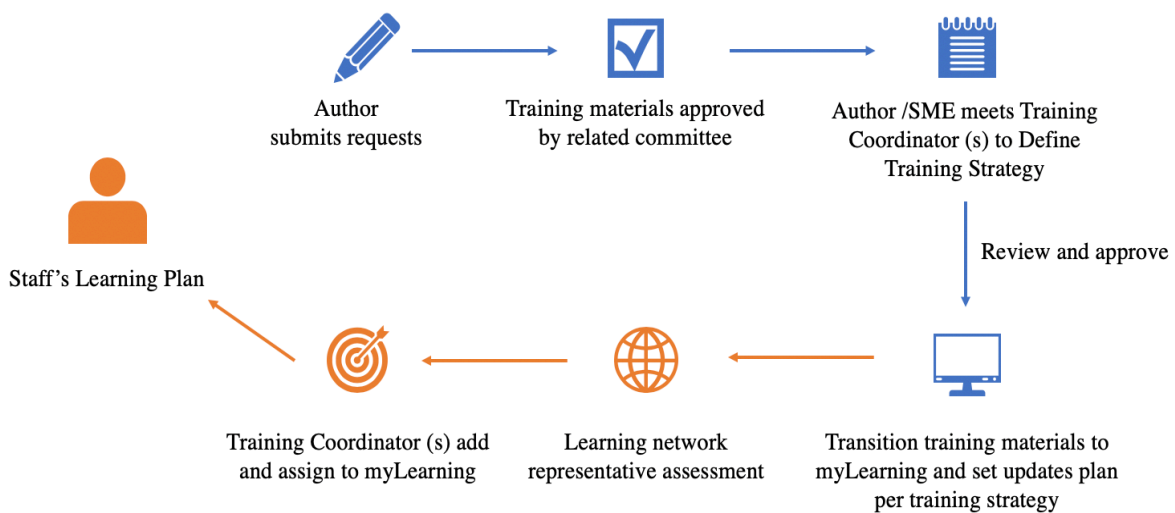 Author
submits requests
Training materials approved
by related committee
Author /SME meets Training
Coordinator (s) to Define
Training Strategy
Review and approve
Staff’s Learning Plan
Training Coordinator (s) add
and assign to myLearning
Learning network
representative assessment
Transition training materials to
myLearning and set updates plan
per training strategy